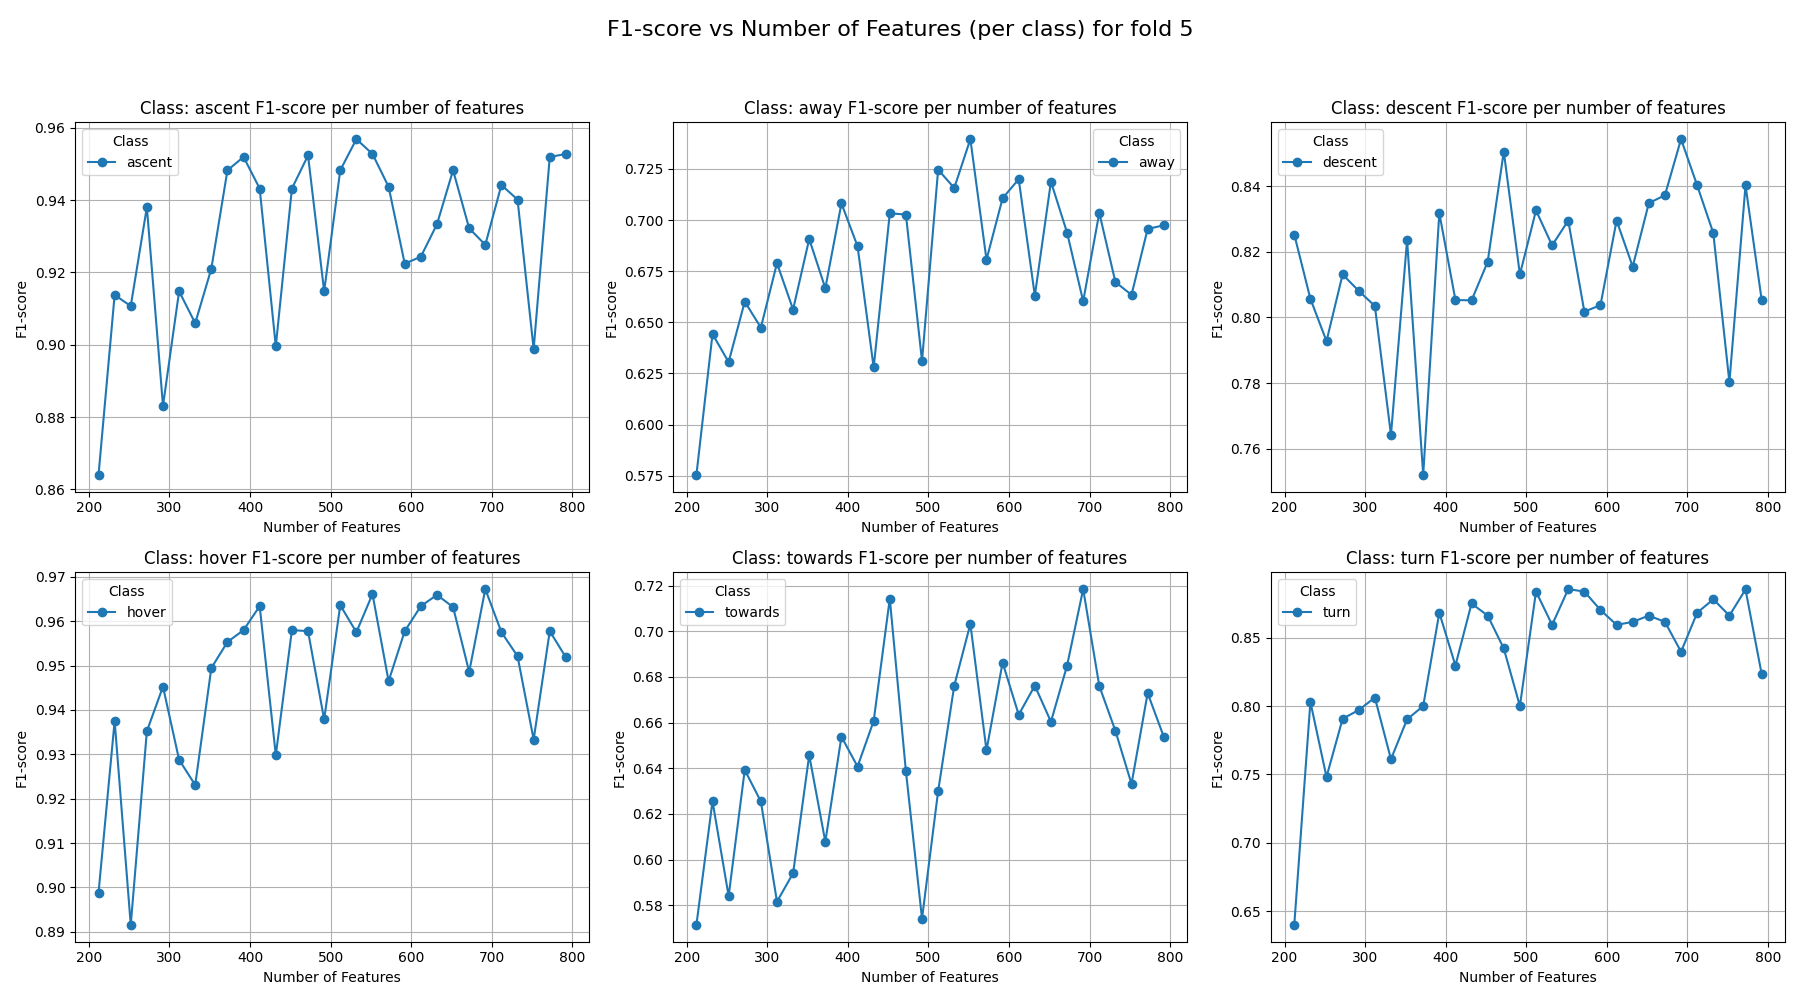 F1-score vs Number of Features (per class) for fold 5
Class: ascent F1-score per number of features
Class
ascent
F1-score
0.96
0.94
0.92
0.90
0.88
0.86
200 300 400 500 600 700 800
Number of Features
Class: away F1-score per number of features
Class
away
F1-score
0.725
0.700
0.675
0.650
0.625
0.600
0.575
200 300 400 500 600 700 800
Number of Features
Class: descent F1-score per number of features
Class
descent
F1-score
0.84
0.82
0.80
0.78
0.76
200 300 400 500 600 700 800
Number of Features
Class: hover F1-score per number of features
Class
hover
F1-score
0.97
0.96
0.95
0.94
0.93
0.92
0.91
0.90
0.89
200 300 400 500 600 700 800
Number of Features
Class: towards F1-score per number of features
Class
towards
F1-score
0.72
0.70
0.68
0.66
0.64
0.62
0.60
0.58
200 300 400 500 600 700 800
Number of Features
Class: turn F1-score per number of features
Class
turn
F1-score
0.85
0.80
0.75
0.70
0.65
200 300 400 500 600 700 800
Number of Features